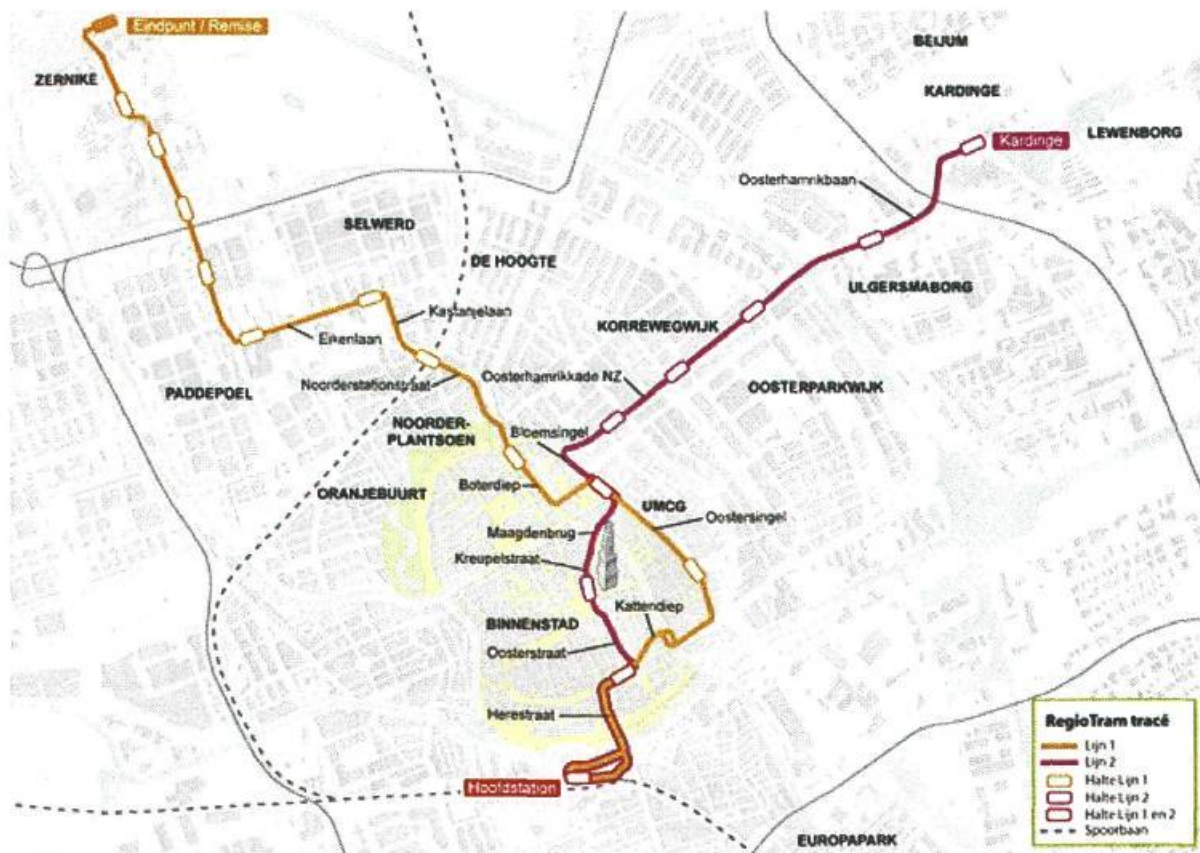 Eindpunt / Remise
BEIJUM
ZERNIKE
KARDINGE
LEWENBORG
Kardinge
Oosterhamrikbaan
SELWERD
DE HOOGTE
ULGERSMABORG
Kastanjelaan
KORREWEGWIJK
Eikenlaan
Oosterhamrikkade NZ
OOSTERPARKWIJK
Noorderstationstraat
PADDEPOEL
NOORDER-
PLANTSOEN
Bloemsingel
Boterdiep
ORANJEBUURT
UMCG
Oostersingel
Maagdenbrug
Kreupelstraat
Kattendiep
BINNENSTAD
Oosterstraat
Herestraat
Hoofdstation
EUROPAPARK
RegioTram tracé
Lijn 1
Lijn 2
Halte Lijn 1
Halte Lijn 2
Halte Lijn 1 en 2
Spoorbaan